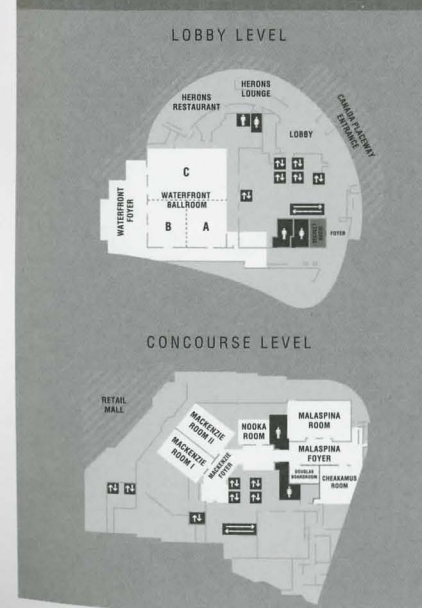 LOBBY LEVEL
HERONS
RESTAURANT
HERONS
LOUNGE
CANADA PLACEWAY
ENTRANCE
LOBBY
C
WATERFRONT
BALLROOM
WATERFRONT
FOYER
B
A
FOYER
CONCOURSE LEVEL
RETAIL
MALL
MACKENZIE
ROOM II
MACKENZIE
ROOM I
MACKENZIE
FOYER
NOOKA
ROOM
MALASPINA
ROOM
MALASPINA
FOYER
DOUGLAS
BOARDROOM
CHEAKAMUS
ROOM